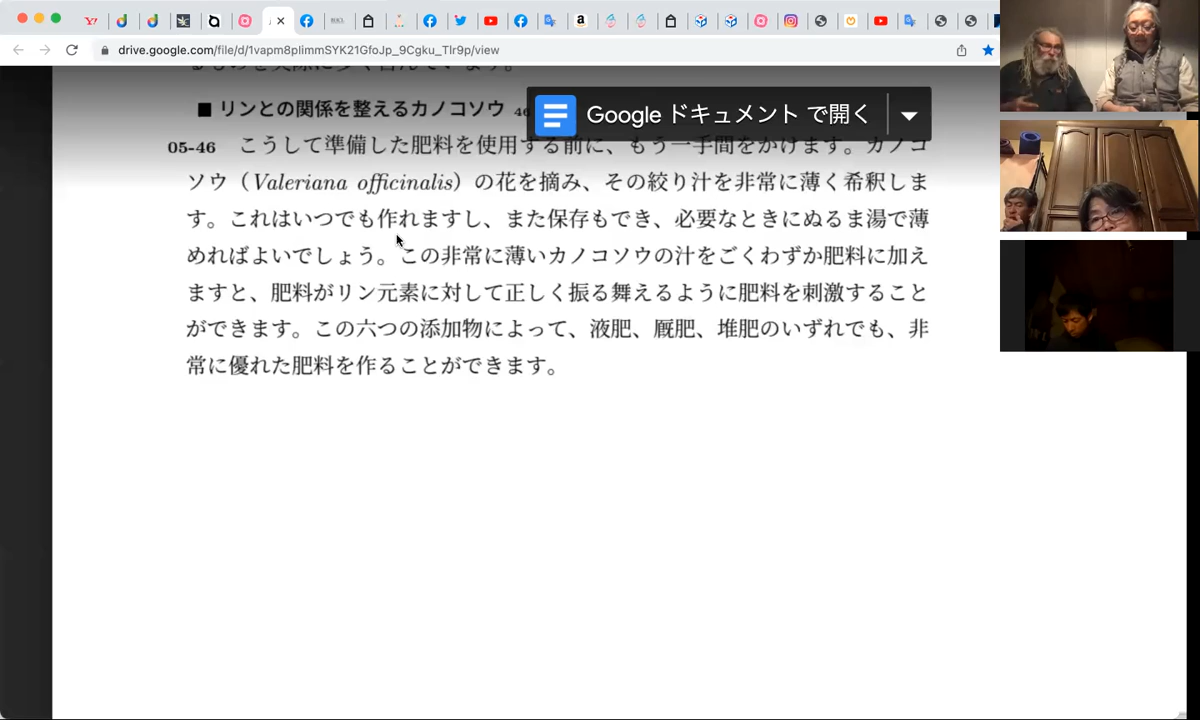 drive.google.com/file/d/1vapm8plimmSYK21GfoJp_9Cgku_Tlr9p/view
■ リンとの関係を整えるカノコソウ 46
Google ドキュメント で開く
05-46 こうして準備した肥料を使用する前に、もう一手間をかけます。カノコ
ソウ（Valeriana officinalis）の花を摘み、その絞り汁を非常に薄く希釈しま
す。これはいつでも作れますし、また保存もでき、必要なときにぬるま湯で薄
めればよいでしょう。この非常に薄いカノコソウの汁をごくわずか肥料に加え
ますと、肥料がリン元素に対して正しく振る舞えるように肥料を刺激すること
ができます。この六つの添加物によって、液肥、厩肥、堆肥のいずれでも、非
常に優れた肥料を作ることができます。